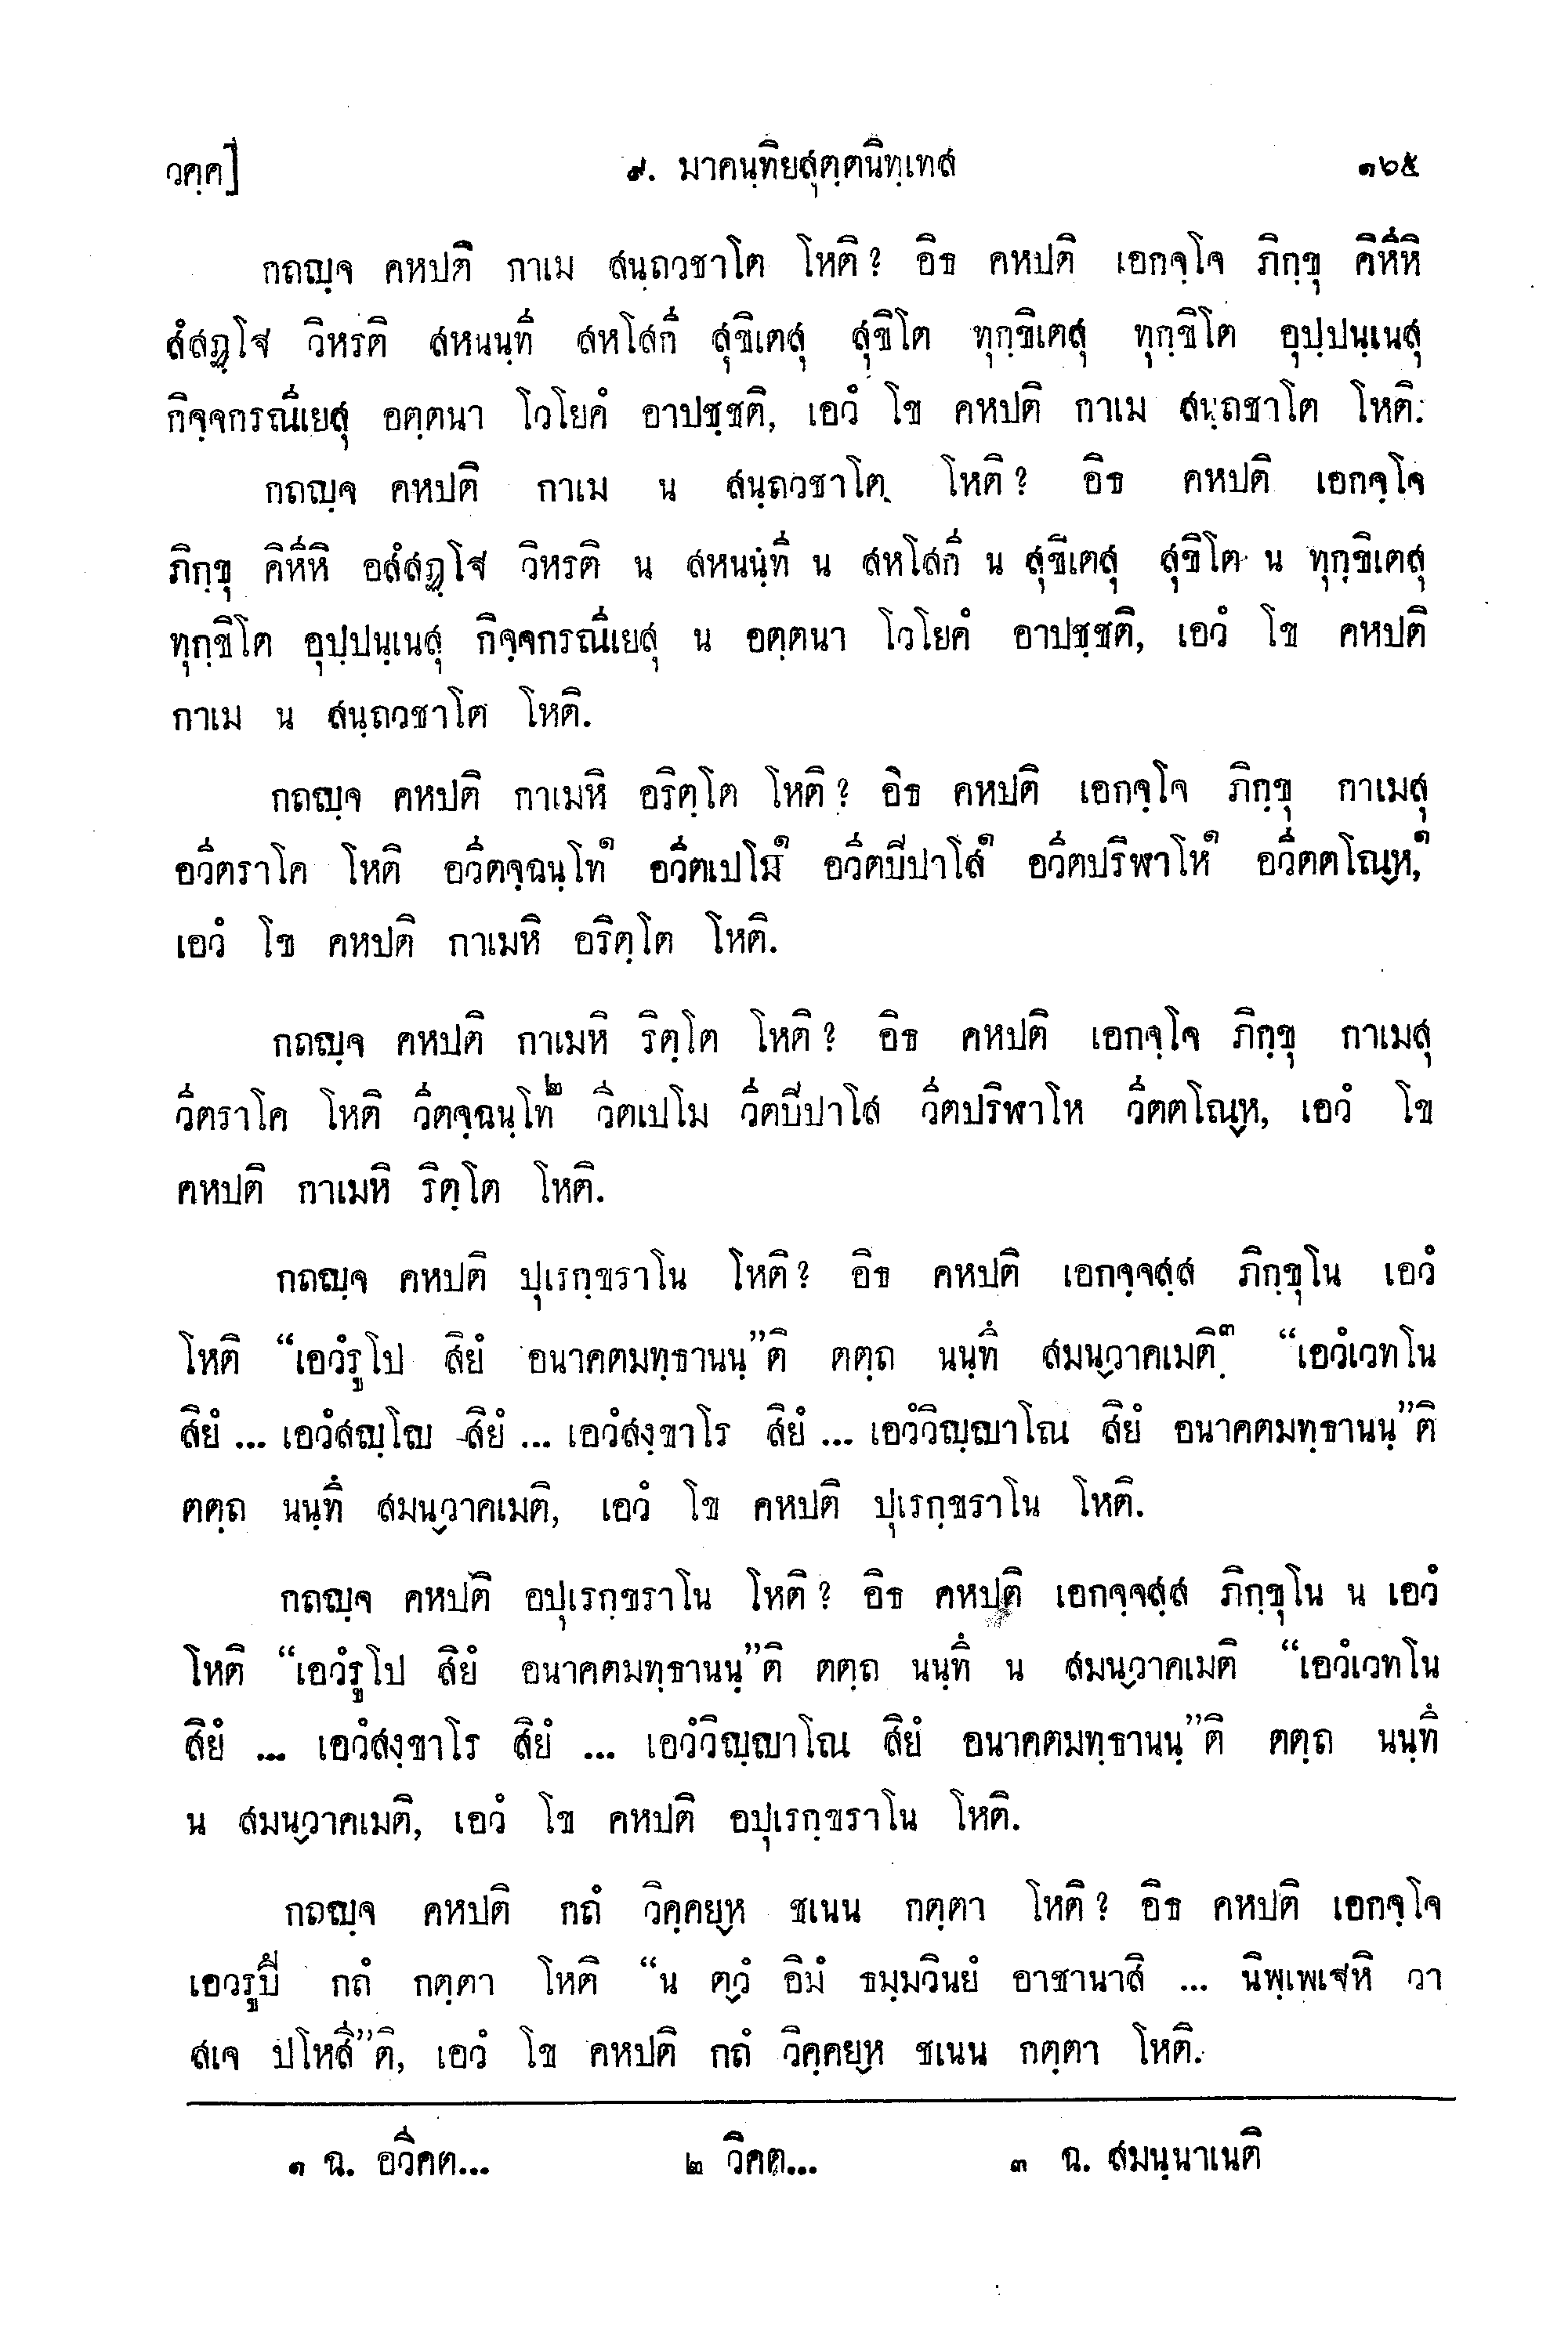 วคฺค] ๙. มาคนฺทิยสุตฺตนิทฺเทส ๑๖๕
กถญฺจ คหปติ กาเม สนฺถวชาโต โหติ? อิธ คหปติ เอกจฺโจ ภิกฺขุ คิหีหิ
สํสฏฺโฐ วิหรติ สหนนฺที สหโสกี สุขิเตสุ สุขิโต ทุกฺขิเตสุ ทุกฺขิโต อุปฺปนฺเนสุ
กิจฺจกรณีเยสุ อตฺตนา โวโยคํ อาปชฺชติ, เอวํ โข คหปติ กาเม สนฺถชาโต โหติ.
กถญฺจ คหปติ กาเม น สนฺถวชาโต โหติ? อิธ คหปติ เอกจฺโจ
ภิกฺขุ คิหีหิ อสํสฏฺโฐ วิหรติ น สหนนฺที น สหโสกี น สุขิเตสุ สุขิโต น ทุกฺขิเตสุ
ทุกฺขิโต อุปฺปนฺเนสุ กิจฺจกรณีเยสุ น อตฺตนา โวโยคํ อาปชฺชติ, เอวํ โข คหปติ
กาเม น สนฺถวชาโต โหติ.
กถญฺจ คหปติ กาเมหิ อริตฺโต โหติ? อิธ คหปติ เอกจฺโจ ภิกฺขุ กาเมสุ
อวีตราโค โหติ อวีตจฺฉนฺโท๑ อวีตเปโม๑ อวีตปิปาโส๑ อวีตปริฬาโห๑ อวีตตโณฺห,๑
เอวํ โข คหปติ กาเมหิ อริตฺโต โหติ.
กถญฺจ คหปติ กาเมหิ ริตฺโต โหติ? อิธ คหปติ เอกจฺโจ ภิกฺขุ กาเมสุ
วีตราโค โหติ วีตจฺฉนฺโท๒ วีตเปโม วีตปิปาโส วีตปริฬาโห วีตตโณฺห, เอวํ โข
คหปติ กาเมหิ ริตฺโต โหติ.
กถญฺจ คหปติ ปุเรกฺขราโน โหติ? อิธ คหปติ เอกจฺจสฺส ภิกฺขุโน เอวํ
โหติ “เอวํรูโป สิยํ อนาคตมทฺธานนฺ”ติ ตตฺถ นนฺทึ สมนฺวาคเมติ๓ “เอวํเวทโน
สิยํ ... เอวํสญฺโญ สิยํ ... เอวํสงฺขาโร สิยํ ... เอวํวิญฺญาโณ สิยํ อนาคตมทฺธานนฺ”ติ
ตตฺถ นนฺทึ สมนฺวาคเมติ, เอวํ โข คหปติ ปุเรกฺขราโน โหติ.
กถญฺจ คหปติ อปุเรกฺขราโน โหติ? อิธ คหปติ เอกจฺจสฺส ภิกฺขุโน น เอวํ
โหติ “เอวํรูโป สิยํ อนาคตมทฺธานนฺ”ติ ตตฺถ นนฺทึ น สมนฺวาคเมติ “เอวํเวทโน
สิยํ ... เอวํสงฺขาโร สิยํ ... เอวํวิญฺญาโณ สิยํ อนาคตมทฺธานนฺ”ติ ตตฺถ นนฺทึ
น สมนฺวาคเมติ, เอวํ โข คหปติ อปุเรกฺขราโน โหติ.
กถญฺจ คหปติ กถํ วิคฺคยฺห ชเนน กตฺตา โหติ? อิธ คหปติ เอกจฺโจ
เอวรูปึ กถํ กตฺตา โหติ “น ตฺวํ อิมํ ธมฺมวินยํ อาชานาสิ ... นิพฺเพเฐหิ วา
สเจ ปโหสี”ติ, เอวํ โข คหปติ กถํ วิคฺคยฺห ชเนน กตฺตา โหติ.
๑ ฉ. อวีคต... ๒ วิคต... ๓ ฉ. สมนฺนาเนติ